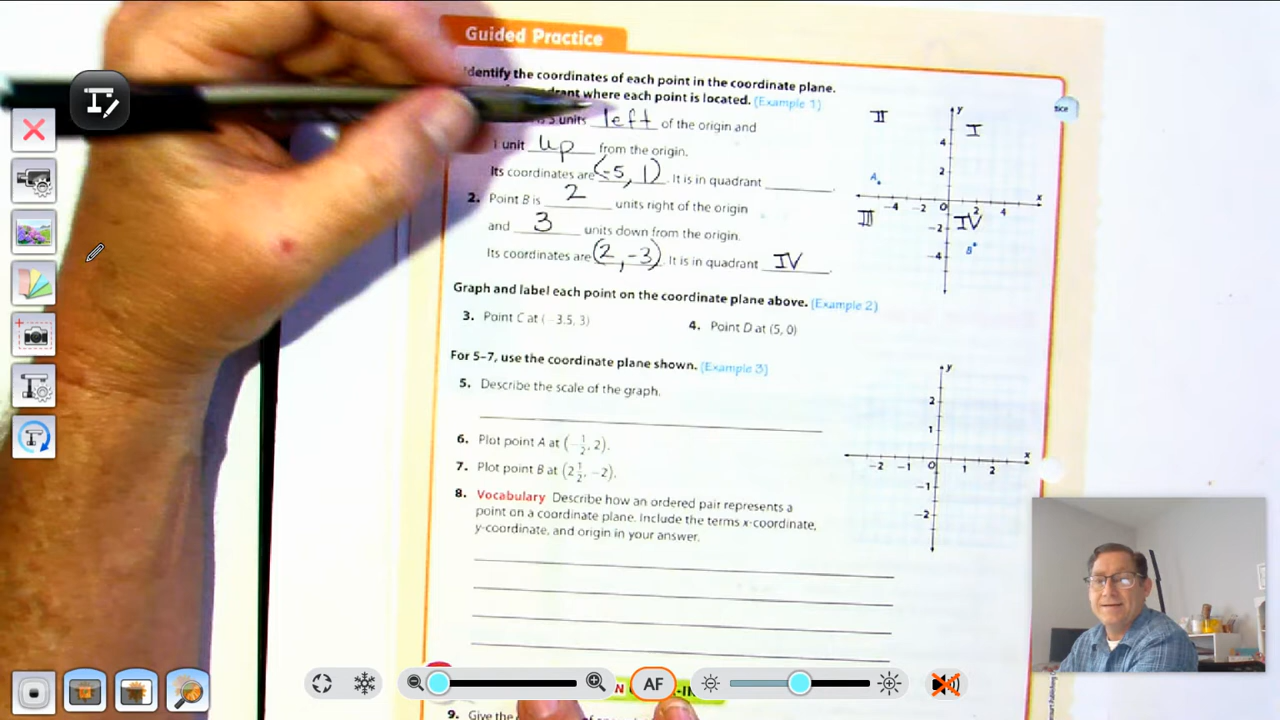 Guided Practice
Identify the coordinates of each point in the coordinate plane.
where each point is located. (Example 1)
is 5 units left of the origin and
1 unit up from the origin.
Its coordinates are (-5, 1). It is in quadrant ______.
2. Point B is 2 units right of the origin
and 3 units down from the origin.
Its coordinates are (2, -3). It is in quadrant IV.
II
I
III
IV
y
4
2
A
-4 -2 O 2 4 x
-2
B
-4
Graph and label each point on the coordinate plane above. (Example 2)
3. Point C at (-3.5, 3)
4. Point D at (5, 0)
For 5–7, use the coordinate plane shown. (Example 3)
5. Describe the scale of the graph.
6. Plot point A at (-1/2, 2).
7. Plot point B at (2 1/2, -2).
y
2
1
-2 -1 O 1 2 x
-1
-2
8. Vocabulary Describe how an ordered pair represents a
point on a coordinate plane. Include the terms x-coordinate,
y-coordinate, and origin in your answer.
9. Give the
AF